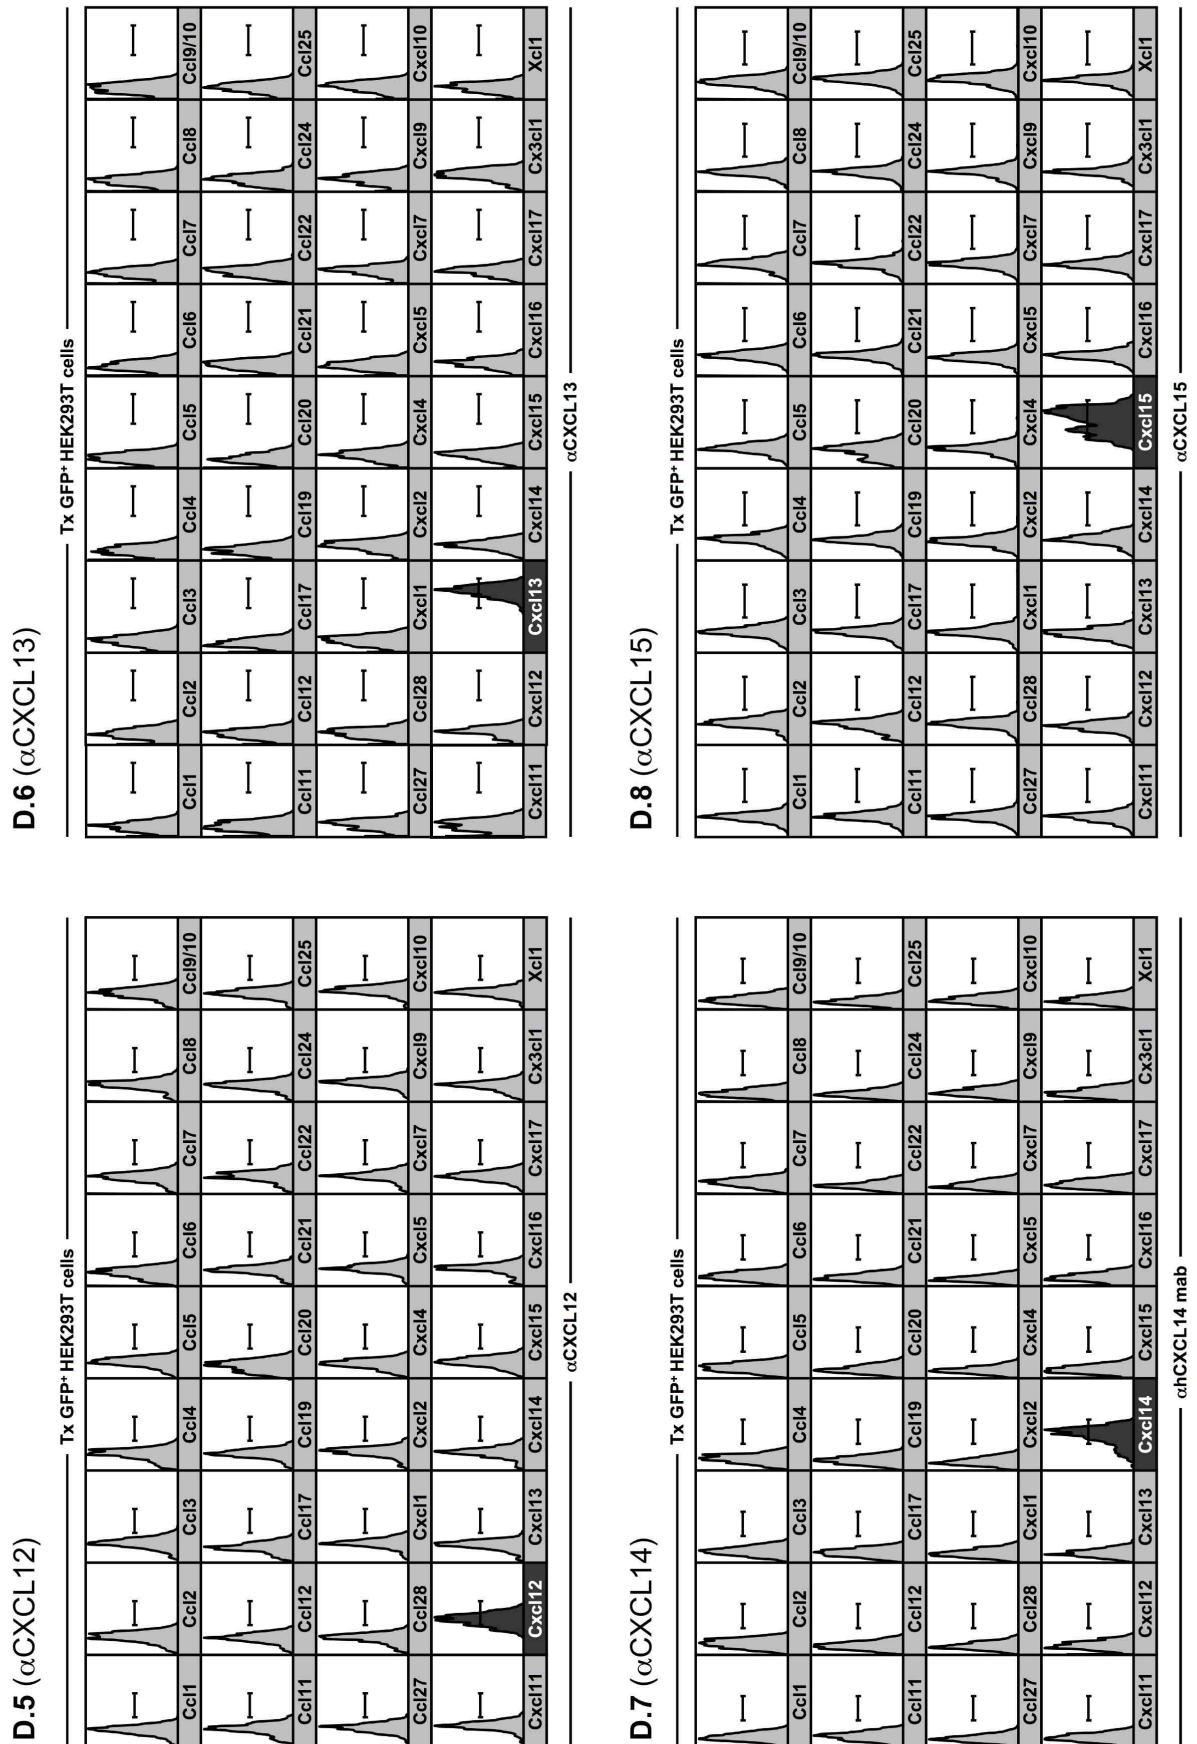 D.5 (αCXCL12)
Tx GFP⁺ HEK293T cells
Ccl1 Ccl2 Ccl3 Ccl4 Ccl5 Ccl6 Ccl7 Ccl8 Ccl9/10
Ccl11 Ccl12 Ccl17 Ccl19 Ccl20 Ccl21 Ccl22 Ccl24 Ccl25
Ccl27 Ccl28 Cxcl1 Cxcl2 Cxcl4 Cxcl5 Cxcl7 Cxcl9 Cxcl10
Cxcl11 Cxcl12 Cxcl13 Cxcl14 Cxcl15 Cxcl16 Cxcl17 Cx3cl1 Xcl1
αCXCL12
D.6 (αCXCL13)
Tx GFP⁺ HEK293T cells
Ccl1 Ccl2 Ccl3 Ccl4 Ccl5 Ccl6 Ccl7 Ccl8 Ccl9/10
Ccl11 Ccl12 Ccl17 Ccl19 Ccl20 Ccl21 Ccl22 Ccl24 Ccl25
Ccl27 Ccl28 Cxcl1 Cxcl2 Cxcl4 Cxcl5 Cxcl7 Cxcl9 Cxcl10
Cxcl11 Cxcl12 Cxcl13 Cxcl14 Cxcl15 Cxcl16 Cxcl17 Cx3cl1 Xcl1
αCXCL13
D.7 (αCXCL14)
Tx GFP⁺ HEK293T cells
Ccl1 Ccl2 Ccl3 Ccl4 Ccl5 Ccl6 Ccl7 Ccl8 Ccl9/10
Ccl11 Ccl12 Ccl17 Ccl19 Ccl20 Ccl21 Ccl22 Ccl24 Ccl25
Ccl27 Ccl28 Cxcl1 Cxcl2 Cxcl4 Cxcl5 Cxcl7 Cxcl9 Cxcl10
Cxcl11 Cxcl12 Cxcl13 Cxcl14 Cxcl15 Cxcl16 Cxcl17 Cx3cl1 Xcl1
αhCXCL14 mab
D.8 (αCXCL15)
Tx GFP⁺ HEK293T cells
Ccl1 Ccl2 Ccl3 Ccl4 Ccl5 Ccl6 Ccl7 Ccl8 Ccl9/10
Ccl11 Ccl12 Ccl17 Ccl19 Ccl20 Ccl21 Ccl22 Ccl24 Ccl25
Ccl27 Ccl28 Cxcl1 Cxcl2 Cxcl4 Cxcl5 Cxcl7 Cxcl9 Cxcl10
Cxcl11 Cxcl12 Cxcl13 Cxcl14 Cxcl15 Cxcl16 Cxcl17 Cx3cl1 Xcl1
αCXCL15